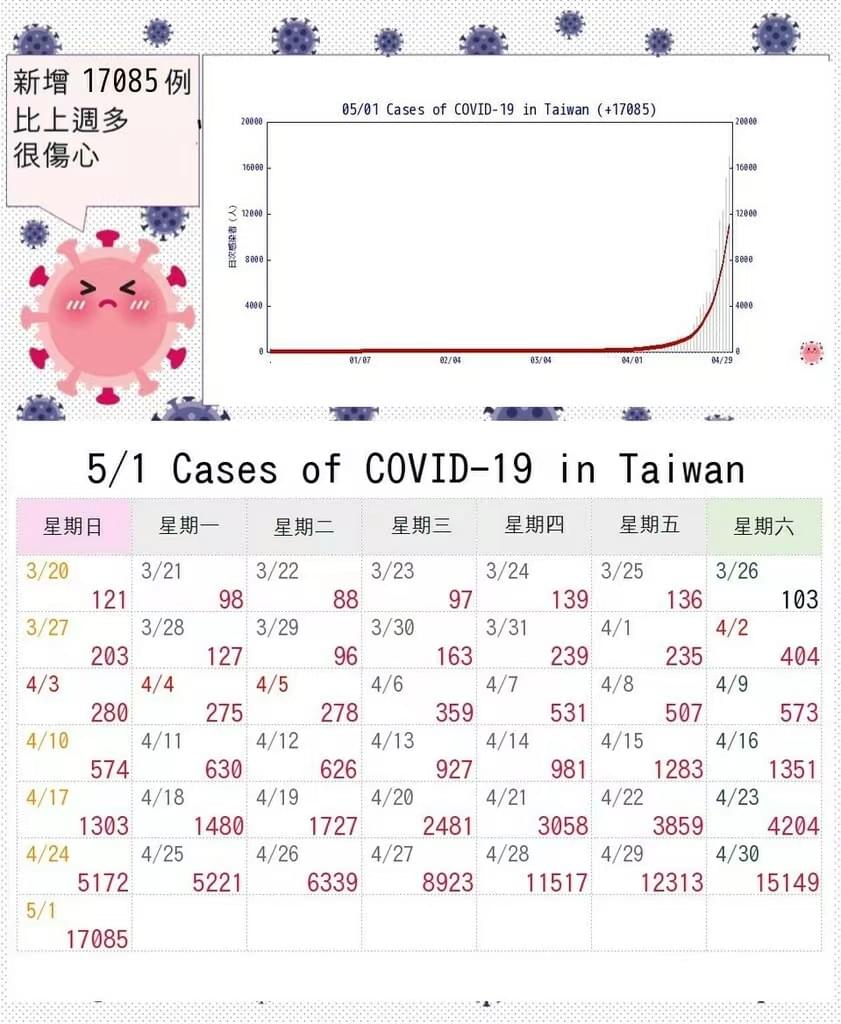 新增 17085 例
比上週多
很傷心
05/01 Cases of COVID-19 in Taiwan (+17085)
20000 20000
16000 16000
12000 12000
8000 8000
4000 4000
0 0
日次感染者 (人)
01/07 02/04 03/04 04/01 04/29
5/1 Cases of COVID-19 in Taiwan
星期日 星期一 星期二 星期三 星期四 星期五 星期六
3/20 3/21 3/22 3/23 3/24 3/25 3/26
121 98 88 97 139 136 103
3/27 3/28 3/29 3/30 3/31 4/1 4/2
203 127 96 163 239 235 404
4/3 4/4 4/5 4/6 4/7 4/8 4/9
280 275 278 359 531 507 573
4/10 4/11 4/12 4/13 4/14 4/15 4/16
574 630 626 927 981 1283 1351
4/17 4/18 4/19 4/20 4/21 4/22 4/23
1303 1480 1727 2481 3058 3859 4204
4/24 4/25 4/26 4/27 4/28 4/29 4/30
5172 5221 6339 8923 11517 12313 15149
5/1
17085